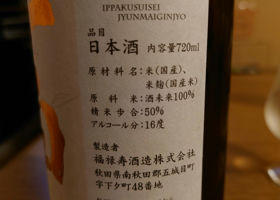 IPPAKUSUISEI
JYUNMAIGINJYO
品目
日本酒 内容量720ml
原材料名:米(国産)、
米麹(国産米)
原料米:酒未来100%
精米歩合:50%
アルコール分:16度
製造者
福禄寿酒造株式会社
秋田県南秋田郡五城目町
字下夕町48番地